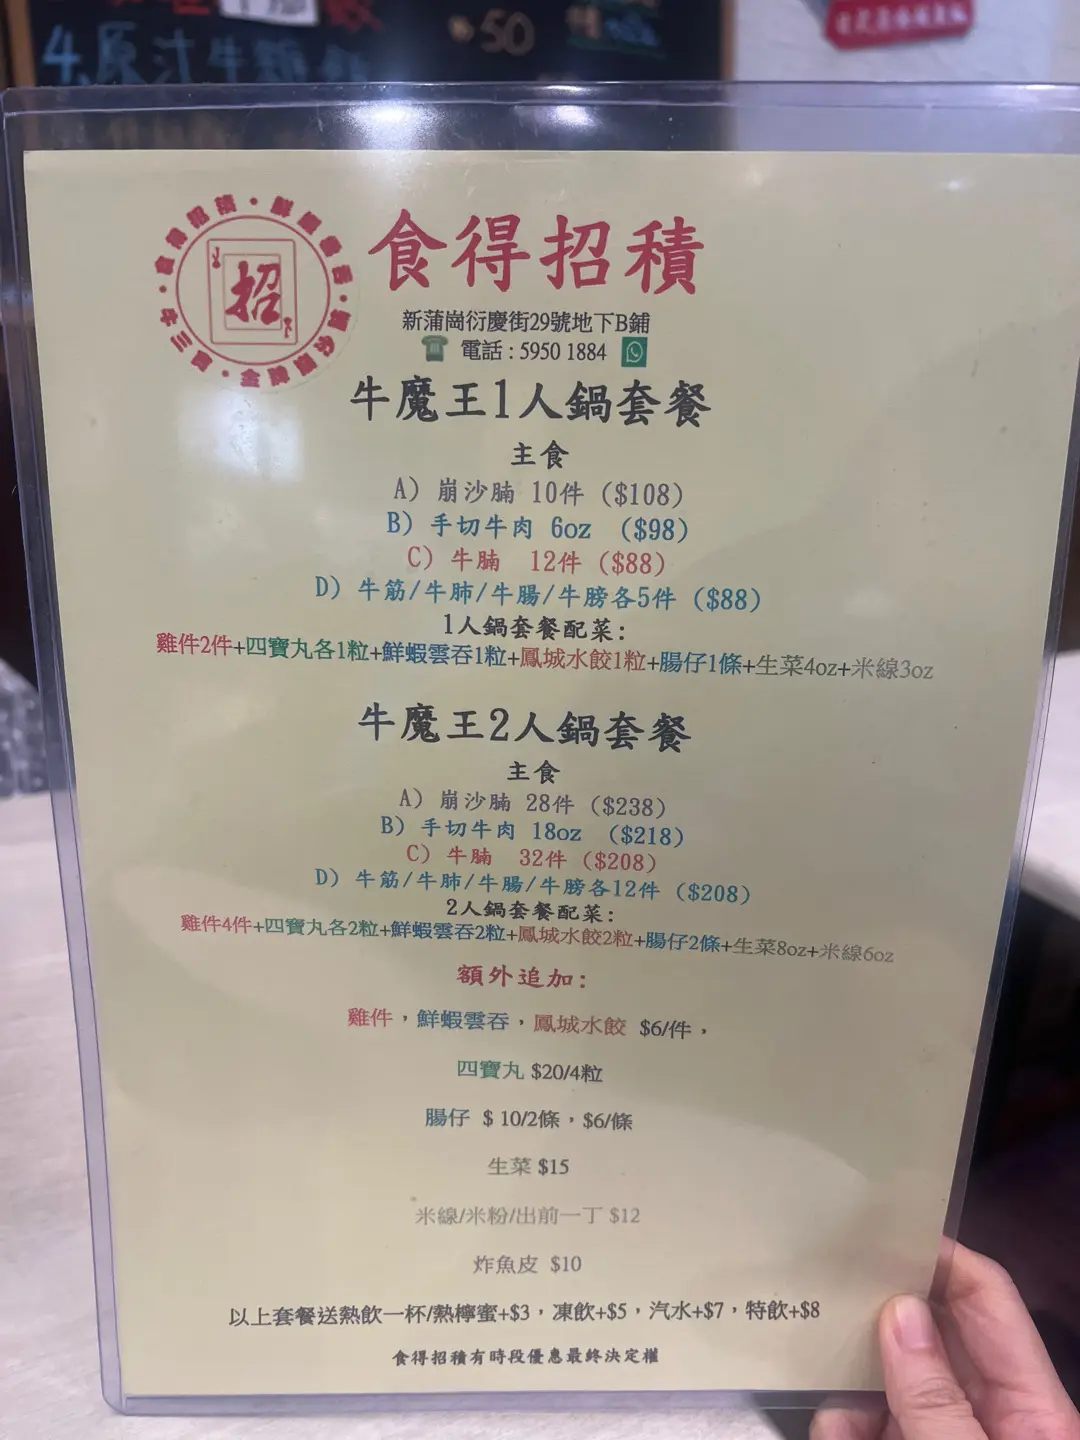 4.原汁牛
50
食得招積
招
J
J
新蒲崗衍慶街29號地下B鋪
電話 : 5950 1884
牛魔王1人鍋套餐
主食
A) 崩沙腩 10件 ($108)
B) 手切牛肉 6oz ($98)
C) 牛腩 12件 ($88)
D) 牛筋/牛肺/牛腸/牛膀各5件 ($88)
1人鍋套餐配菜:
雞件2件+四寶丸各1粒+鮮蝦雲吞1粒+鳳城水餃1粒+腸仔1條+生菜4oz+米線3oz
牛魔王2人鍋套餐
主食
A) 崩沙腩 28件 ($238)
B) 手切牛肉 18oz ($218)
C) 牛腩 32件 ($208)
D) 牛筋/牛肺/牛腸/牛膀各12件 ($208)
2人鍋套餐配菜:
雞件4件+四寶丸各2粒+鮮蝦雲吞2粒+鳳城水餃2粒+腸仔2條+生菜8oz+米線6oz
額外追加:
雞件，鮮蝦雲吞，鳳城水餃 $6/件，
四寶丸 $20/4粒
腸仔 $ 10/2條，$6/條
生菜 $15
米線/米粉/出前一丁 $12
炸魚皮 $10
以上套餐送熱飲一杯/熱檸蜜+$3，凍飲+$5，汽水+$7，特飲+$8
食得招積有時段優惠最終決定權